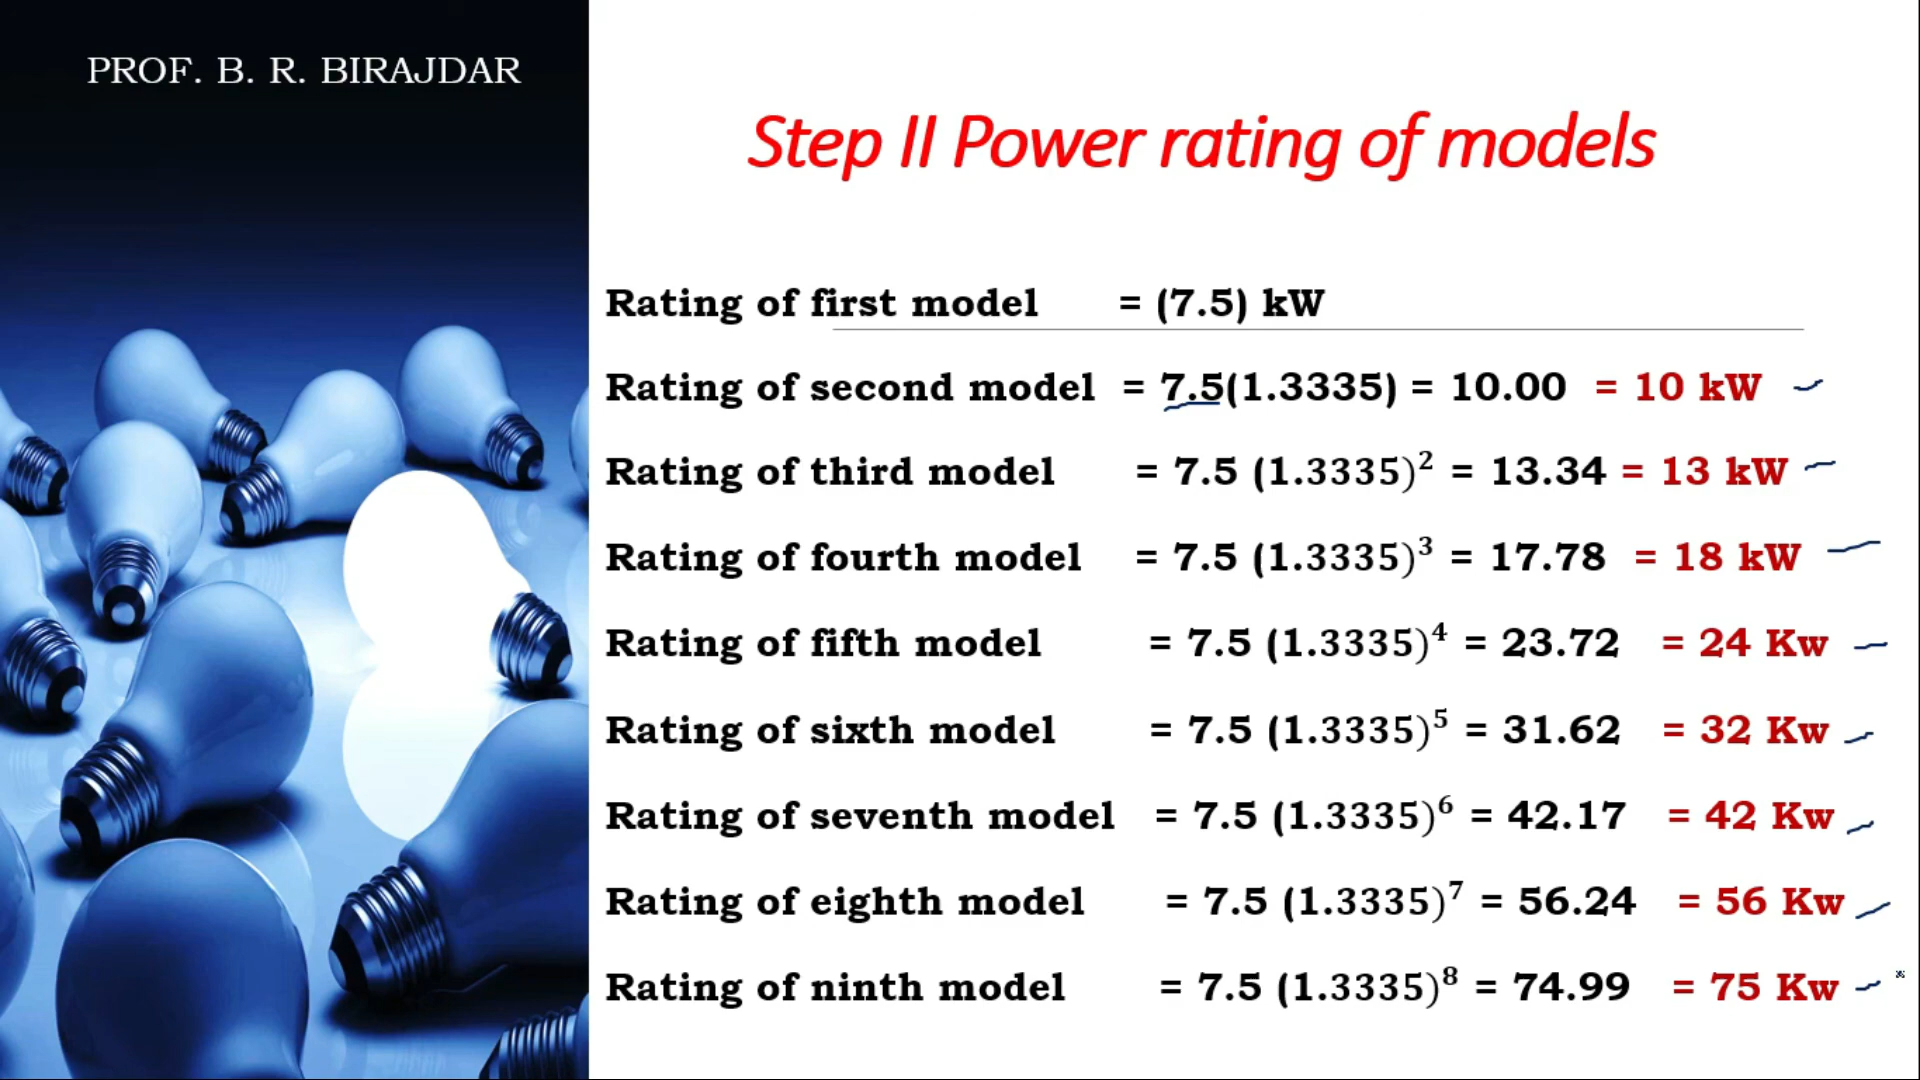 PROF. B. R. BIRAJDAR
Step II Power rating of models
Rating of first model = (7.5) kW
Rating of second model = 7.5(1.3335) = 10.00 = 10 kW
Rating of third model = 7.5 (1.3335)² = 13.34 = 13 kW
Rating of fourth model = 7.5 (1.3335)³ = 17.78 = 18 kW
Rating of fifth model = 7.5 (1.3335)⁴ = 23.72 = 24 Kw
Rating of sixth model = 7.5 (1.3335)⁵ = 31.62 = 32 Kw
Rating of seventh model = 7.5 (1.3335)⁶ = 42.17 = 42 Kw
Rating of eighth model = 7.5 (1.3335)⁷ = 56.24 = 56 Kw
Rating of ninth model = 7.5 (1.3335)⁸ = 74.99 = 75 Kw